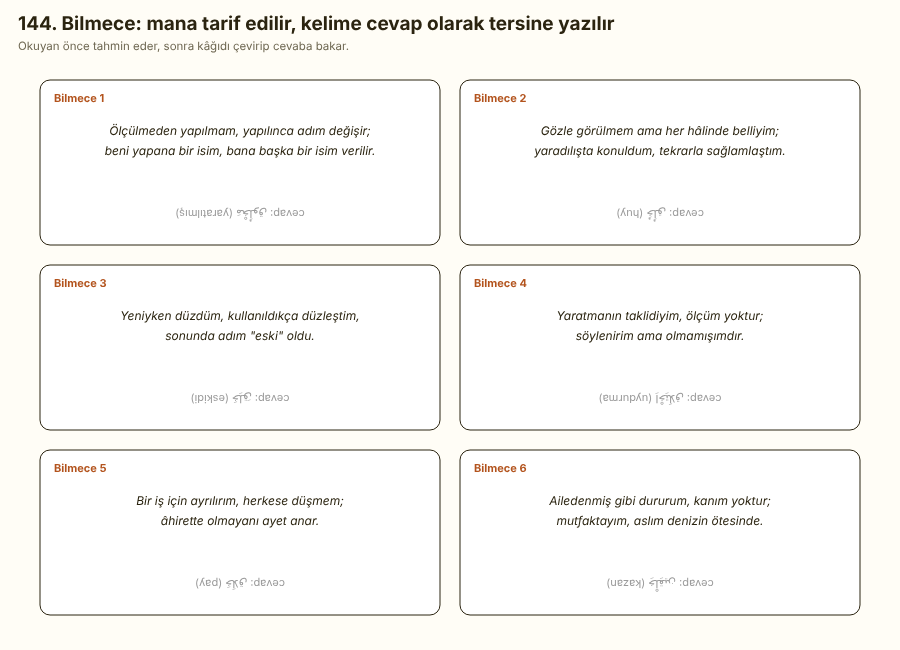 144. Bilmece: mana tarif edilir, kelime cevap olarak tersine yazılır
Okuyan önce tahmin eder, sonra kâğıdı çevirip cevaba bakar.
Bilmece 1
Ölçülmeden yapılmam, yapılınca adım değişir;
beni yapana bir isim, bana başka bir isim verilir.
cevap: مَخْلُوق (yaratılmış)
Bilmece 2
Gözle görülmem ama her hâlinde belliyim;
yaradılışta konuldum, tekrarla sağlamlaştım.
cevap: خُلُق (huy)
Bilmece 3
Yeniyken düzdüm, kullanıldıkça düzleştim,
sonunda adım "eski" oldu.
cevap: خَلِقَ (eskidi)
Bilmece 4
Yaratmanın taklidiyim, ölçüm yoktur;
söylenirim ama olmamışımdır.
cevap: اِخْتِلَاق (uydurma)
Bilmece 5
Bir iş için ayrılırım, herkese düşmem;
âhirette olmayanı ayet anar.
cevap: خَلَاق (pay)
Bilmece 6
Ailedenmiş gibi dururum, kanım yoktur;
mutfaktayım, aslım denizin ötesinde.
cevap: خَلْقِين (kazan)